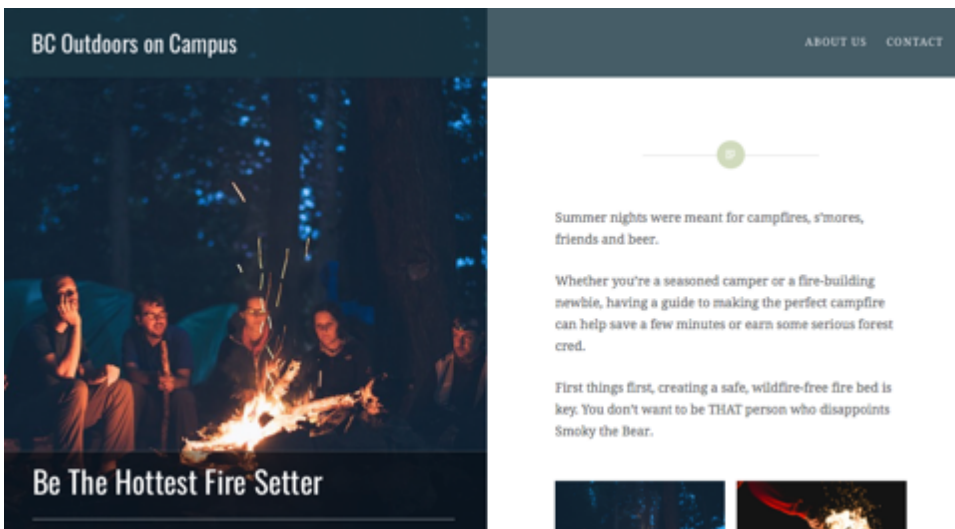 BC Outdoors on Campus
ABOUT US CONTACT
Be The Hottest Fire Setter
Summer nights were meant for campfires, s'mores,
friends and beer.
Whether you're a seasoned camper or a fire-building
newbie, having a guide to making the perfect campfire
can help save a few minutes or earn some serious forest
cred.
First things first, creating a safe, wildfire-free fire bed is
key. You don't want to be THAT person who disappoints
Smoky the Bear.